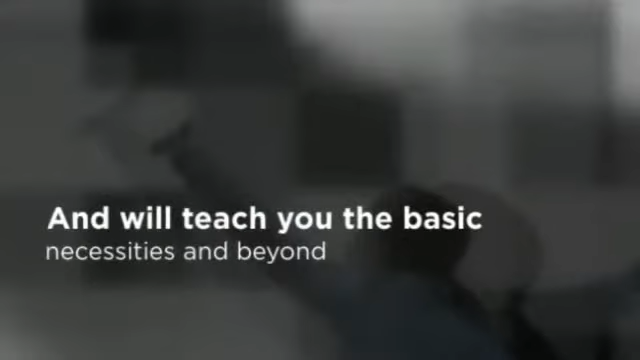 And will teach you the basic
necessities and beyond